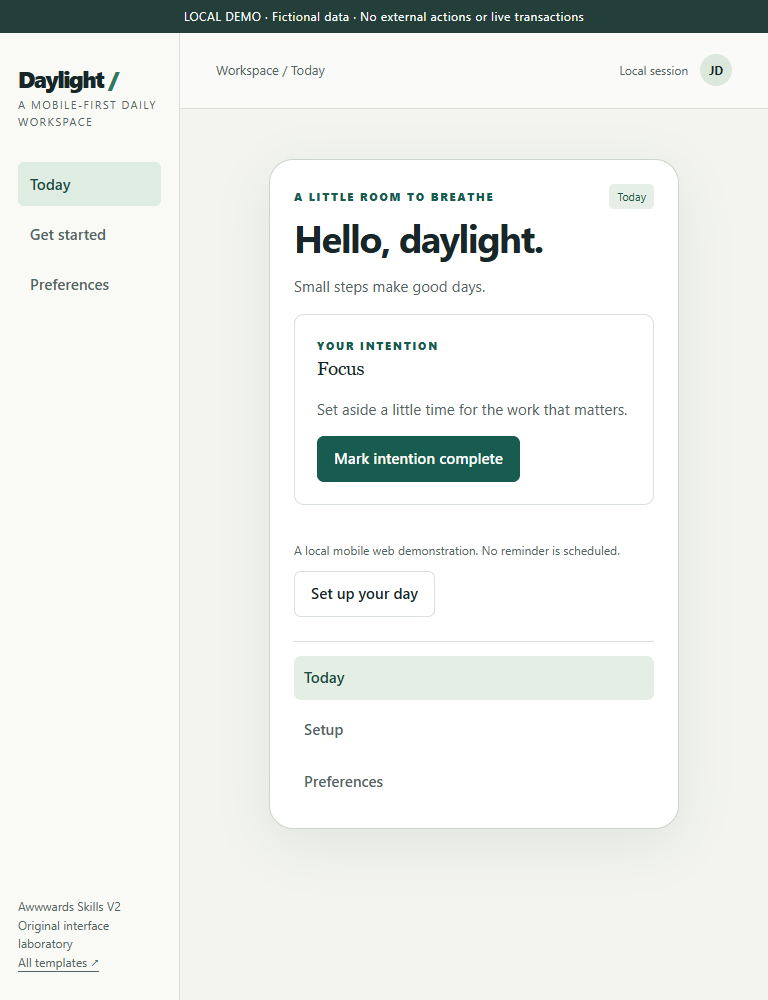 LOCAL DEMO · Fictional data · No external actions or live transactions
Daylight /
A MOBILE-FIRST DAILY
WORKSPACE
Today
Get started
Preferences
Awwwards Skills V2
Original interface
laboratory
All templates ↗
Workspace / Today
Local session
JD
A LITTLE ROOM TO BREATHE
Today
Hello, daylight.
Small steps make good days.
YOUR INTENTION
Focus
Set aside a little time for the work that matters.
Mark intention complete
A local mobile web demonstration. No reminder is scheduled.
Set up your day
Today
Setup
Preferences